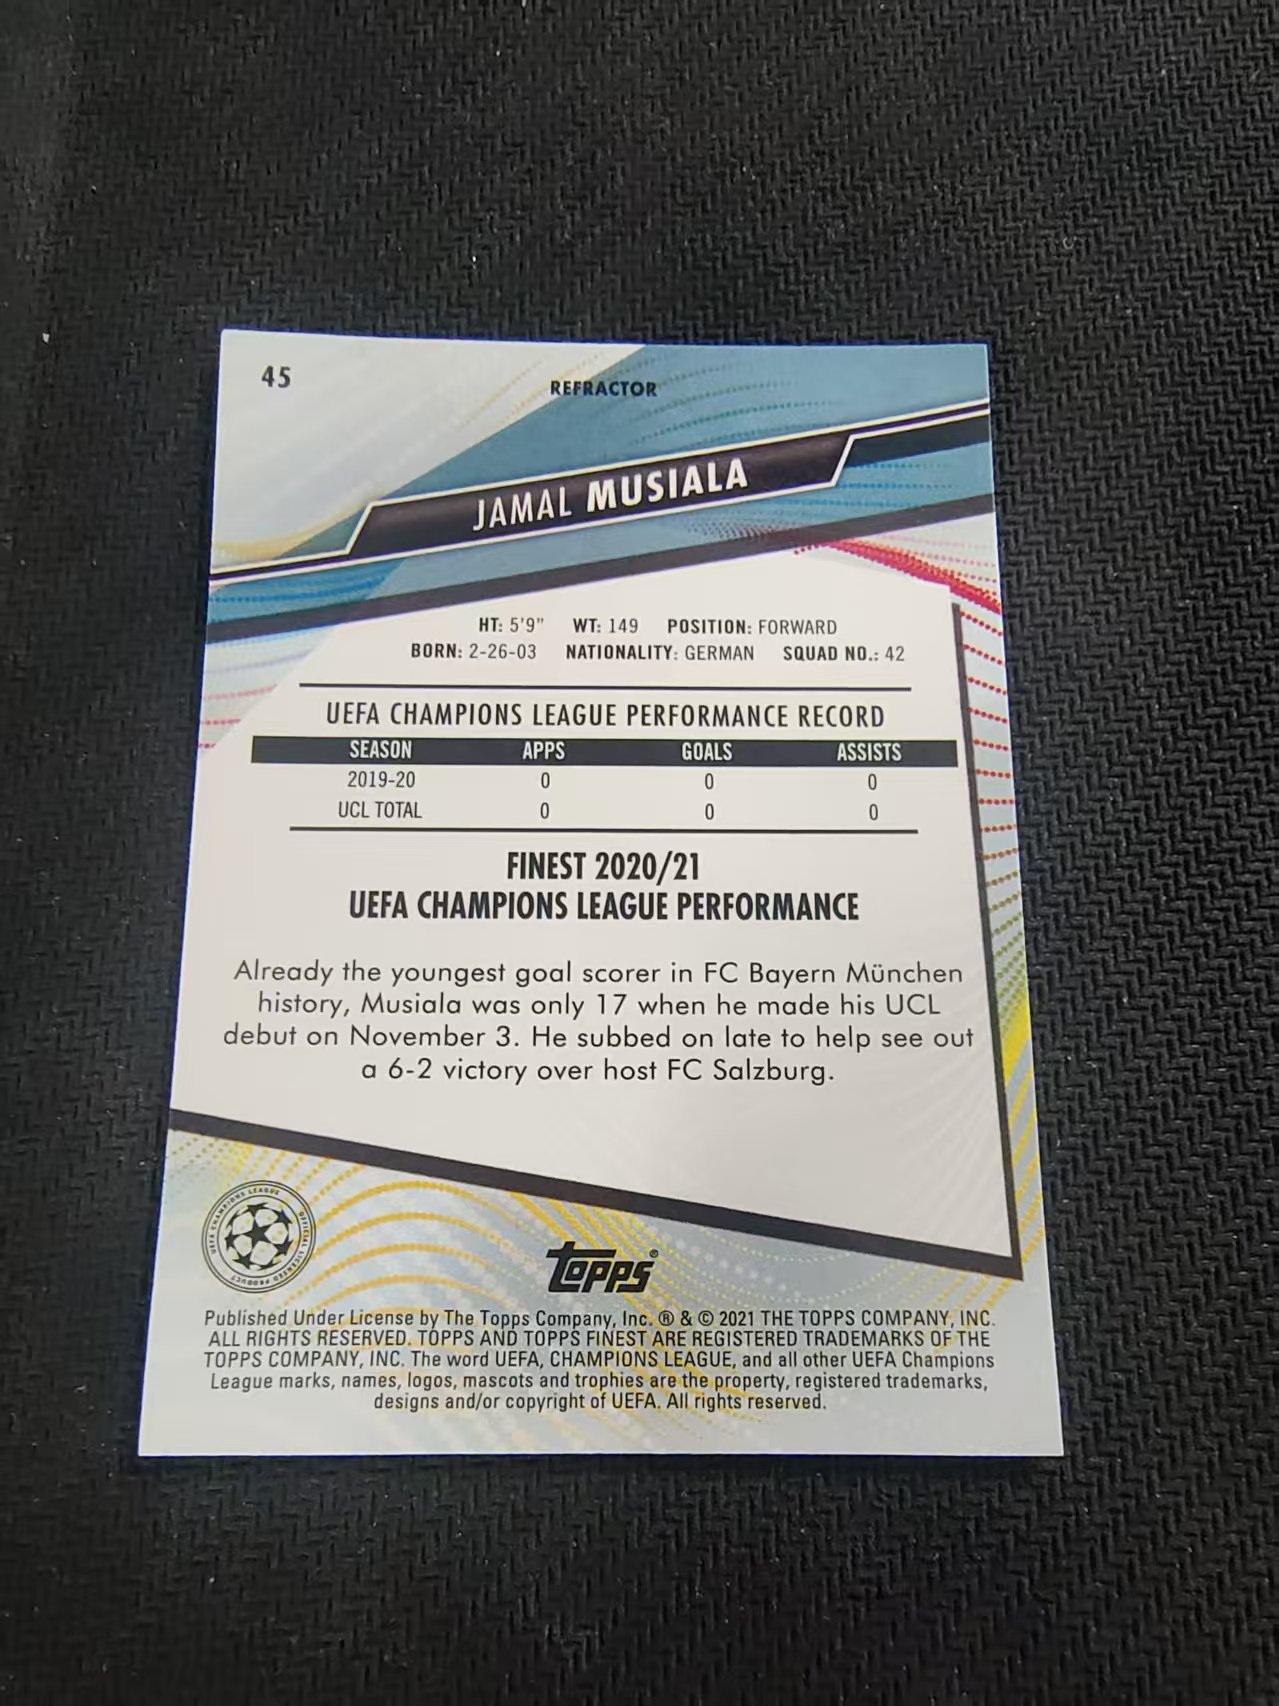 45
REFRACTOR
JAMAL MUSIALA
HT: 5'9" WT: 149 POSITION: FORWARD
BORN: 2-26-03 NATIONALITY: GERMAN SQUAD NO.: 42
UEFA CHAMPIONS LEAGUE PERFORMANCE RECORD
SEASON APPS GOALS ASSISTS
2019-20 0 0 0
UCL TOTAL 0 0 0
FINEST 2020/21
UEFA CHAMPIONS LEAGUE PERFORMANCE
Already the youngest goal scorer in FC Bayern München
history, Musiala was only 17 when he made his UCL
debut on November 3. He subbed on late to help see out
a 6-2 victory over host FC Salzburg.
UEFA CHAMPIONS LEAGUE
OFFICIAL LICENSED PRODUCT
Topps®
Published Under License by The Topps Company, Inc. ® & © 2021 THE TOPPS COMPANY, INC.
ALL RIGHTS RESERVED. TOPPS AND TOPPS FINEST ARE REGISTERED TRADEMARKS OF THE
TOPPS COMPANY, INC. The word UEFA, CHAMPIONS LEAGUE, and all other UEFA Champions
League marks, names, logos, mascots and trophies are the property, registered trademarks,
designs and/or copyright of UEFA. All rights reserved.